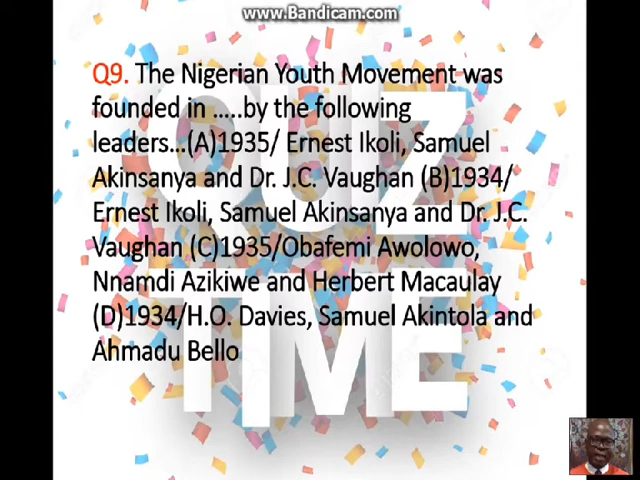 www.Bandicam.com
Q9. The Nigerian Youth Movement was
founded in .....by the following
leaders...(A)1935/ Ernest Ikoli, Samuel
Akinsanya and Dr. J.C. Vaughan (B)1934/
Ernest Ikoli, Samuel Akinsanya and Dr. J.C.
Vaughan (C)1935/Obafemi Awolowo,
Nnamdi Azikiwe and Herbert Macaulay
(D)1934/H.O. Davies, Samuel Akintola and
Ahmadu Bello
QUIZ
TIME